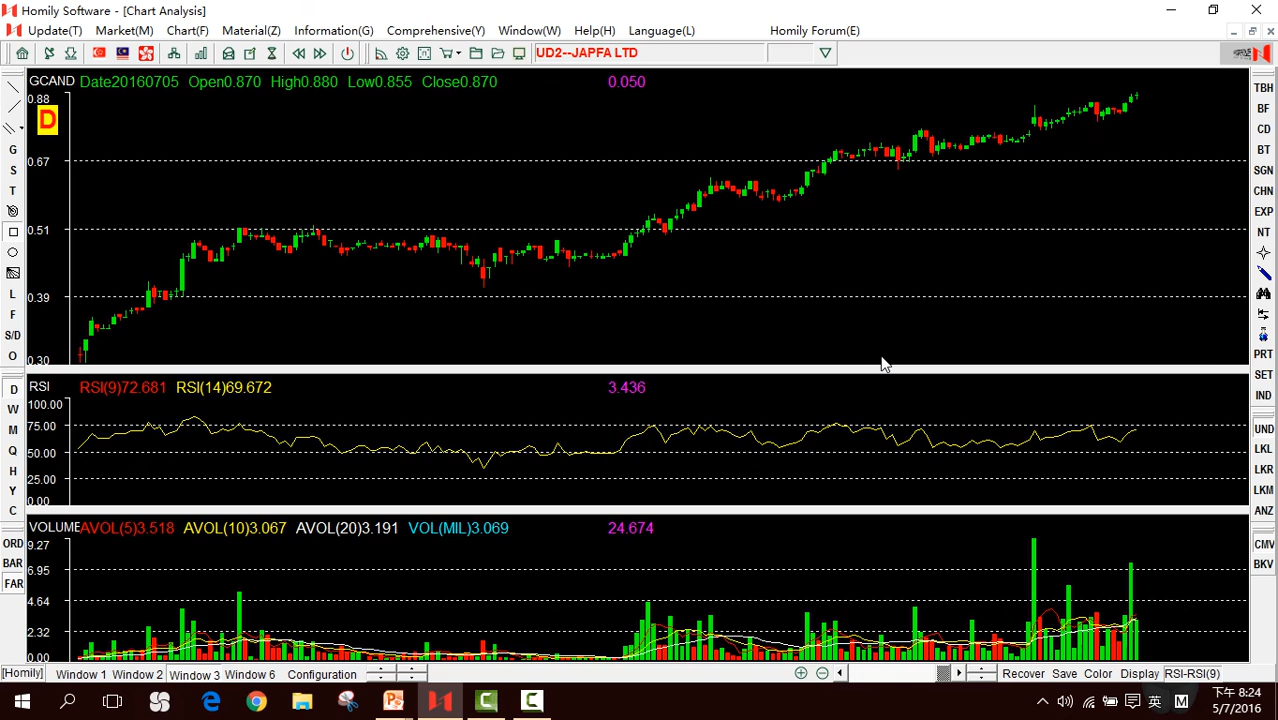 Homily Software - [Chart Analysis]
Update(T) Market(M) Chart(F) Material(Z) Information(G) Comprehensive(Y) Window(W) Help(H) Language(L) Homily Forum(E)
UD2--JAPFA LTD
GCAND Date20160705 Open0.870 High0.880 Low0.855 Close0.870 0.050
0.88
D
0.67
0.51
0.39
0.30
RSI RSI(9)72.681 RSI(14)69.672 3.436
100.00
75.00
50.00
25.00
0.00
VOLUME AVOL(5)3.518 AVOL(10)3.067 AVOL(20)3.191 VOL(MIL)3.069 24.674
9.27
6.95
4.64
2.32
0.00
G
S
T
L
F
S/D
O
D
W
M
Q
H
Y
C
ORD
BAR
FAR
TBH
BF
CD
BT
SGN
CHN
EXP
NT
PRT
SET
IND
UND
LKL
LKR
LKM
ANZ
CMV
BKV
[Homily] Window 1 Window 2 Window 3 Window 6 Configuration Recover Save Color Display RSI-RSI(9)
英 M 下午 8:24
5/7/2016